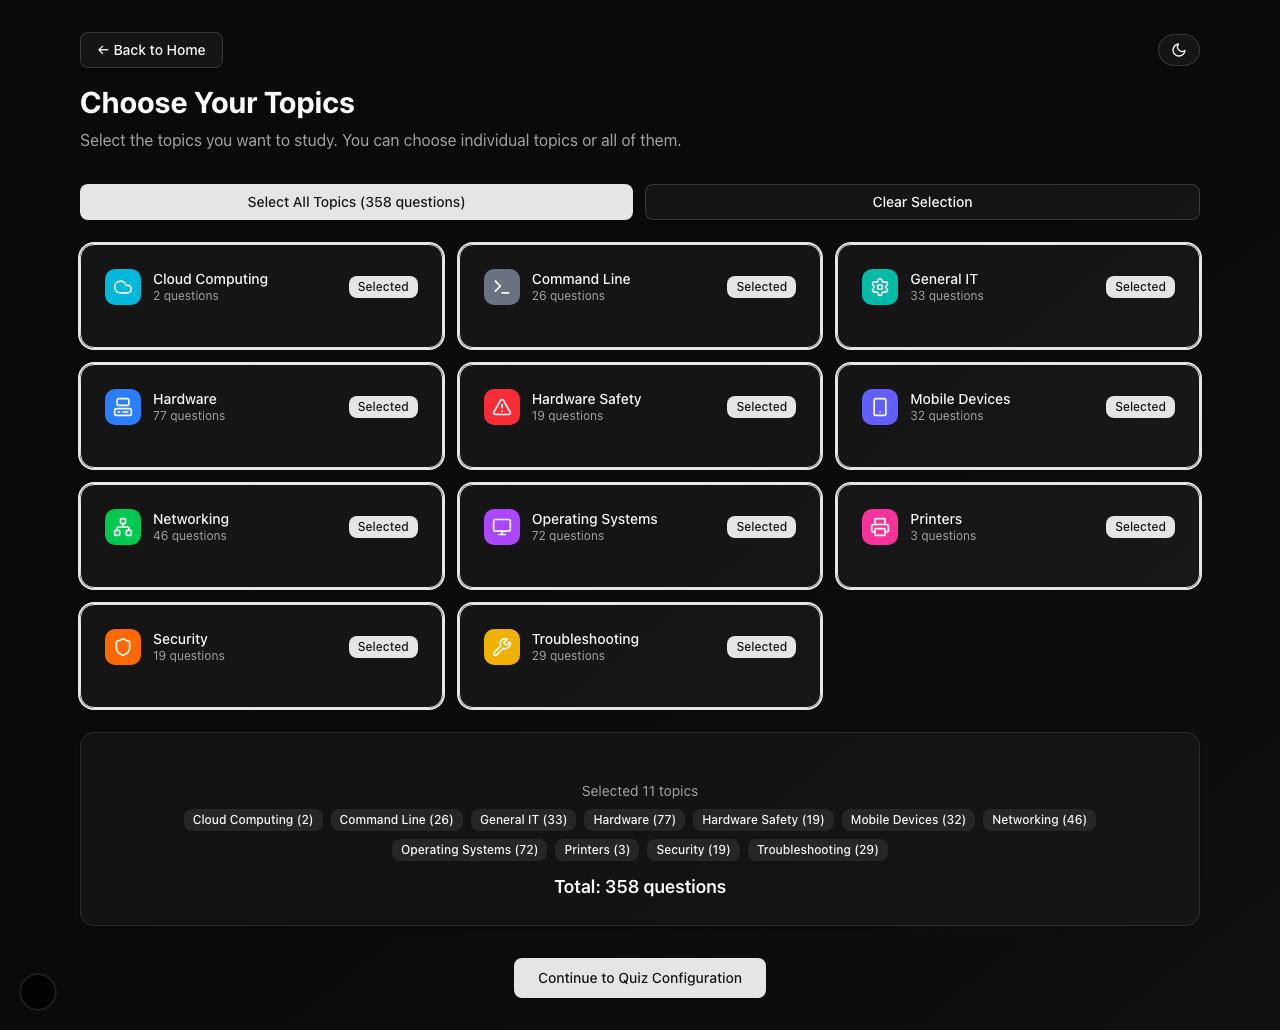 ← Back to Home
Choose Your Topics
Select the topics you want to study. You can choose individual topics or all of them.
Select All Topics (358 questions)
Clear Selection
Cloud Computing
2 questions
Selected
Command Line
26 questions
Selected
General IT
33 questions
Selected
Hardware
77 questions
Selected
Hardware Safety
19 questions
Selected
Mobile Devices
32 questions
Selected
Networking
46 questions
Selected
Operating Systems
72 questions
Selected
Printers
3 questions
Selected
Security
19 questions
Selected
Troubleshooting
29 questions
Selected
Selected 11 topics
Cloud Computing (2) Command Line (26) General IT (33) Hardware (77) Hardware Safety (19) Mobile Devices (32) Networking (46)
Operating Systems (72) Printers (3) Security (19) Troubleshooting (29)
Total: 358 questions
Continue to Quiz Configuration